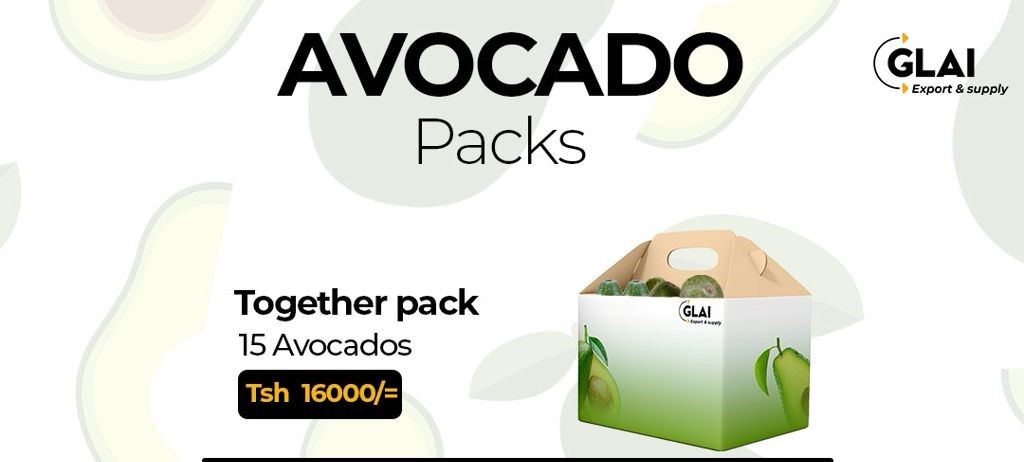 AVOCADO
Packs
GLAI
Export & supply
Together pack
15 Avocados
Tsh 16000/=
GLAI
Export & supply